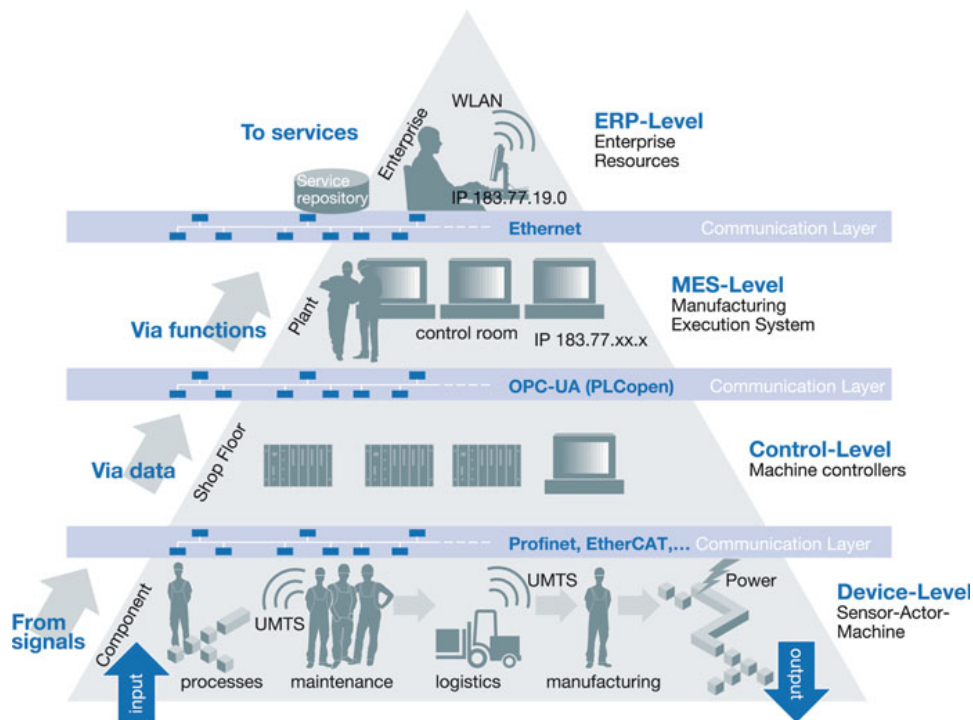 WLAN
To services
Enterprise
ERP-Level
Enterprise
Resources
Service
repository
IP 183.77.19.0
Ethernet
Communication Layer
Via functions
Plant
control room
IP 183.77.xx.x
MES-Level
Manufacturing
Execution System
OPC-UA (PLCopen)
Communication Layer
Via data
Shop Floor
Control-Level
Machine controllers
Profinet, EtherCAT,...
Communication Layer
From
signals
Component
UMTS
UMTS
Power
Device-Level
Sensor-Actor-
Machine
input
processes
maintenance
logistics
manufacturing
output